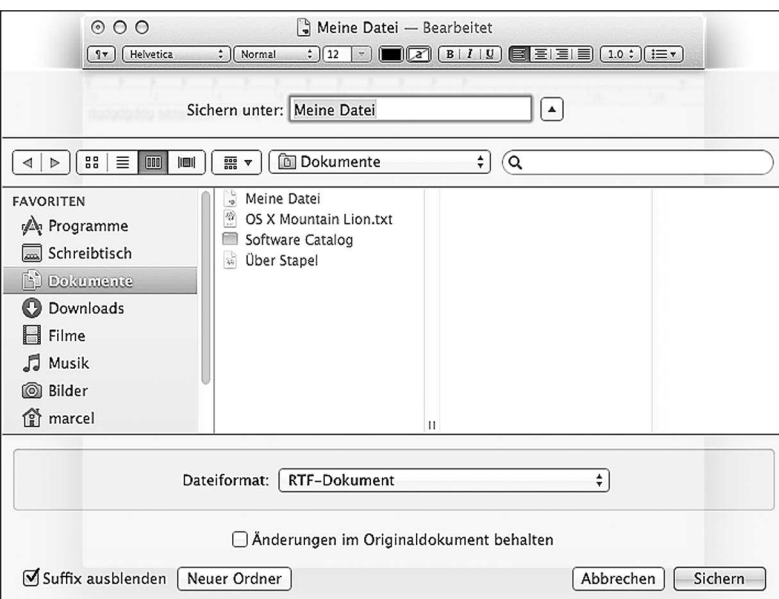 Meine Datei — Bearbeitet
Helvetica Normal 12 a B I U 1.0
Sichern unter: Meine Datei
Dokumente
FAVORITEN
Programme
Schreibtisch
Dokumente
Downloads
Filme
Musik
Bilder
marcel
Meine Datei
OS X Mountain Lion.txt
Software Catalog
Über Stapel
Dateiformat: RTF-Dokument
Änderungen im Originaldokument behalten
Suffix ausblenden Neuer Ordner Abbrechen Sichern